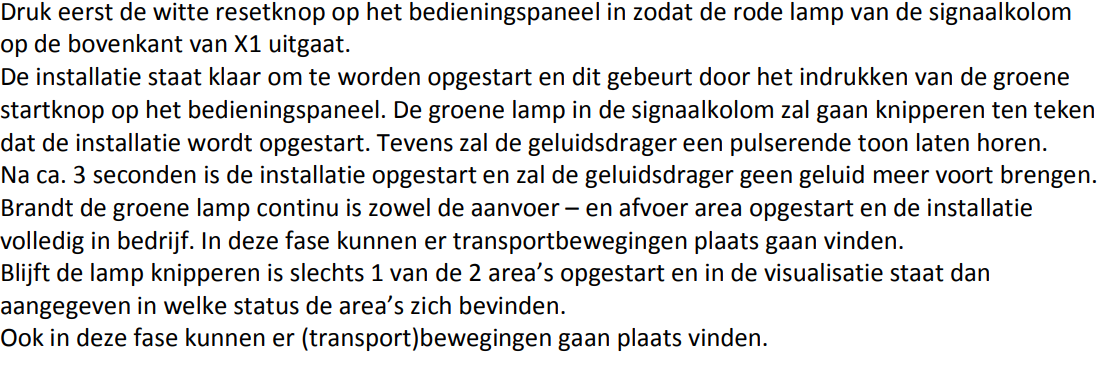 Druk eerst de witte resetknop op het bedieningspaneel in zodat de rode lamp van de signaalkolom
op de bovenkant van X1 uitgaat.
De installatie staat klaar om te worden opgestart en dit gebeurt door het indrukken van de groene
startknop op het bedieningspaneel. De groene lamp in de signaalkolom zal gaan knipperen ten teken
dat de installatie wordt opgestart. Tevens zal de geluidsdrager een pulserende toon laten horen.
Na ca. 3 seconden is de installatie opgestart en zal de geluidsdrager geen geluid meer voort brengen.
Brandt de groene lamp continu is zowel de aanvoer – en afvoer area opgestart en de installatie
volledig in bedrijf. In deze fase kunnen er transportbewegingen plaats gaan vinden.
Blijft de lamp knipperen is slechts 1 van de 2 area’s opgestart en in de visualisatie staat dan
aangegeven in welke status de area’s zich bevinden.
Ook in deze fase kunnen er (transport)bewegingen gaan plaats vinden.